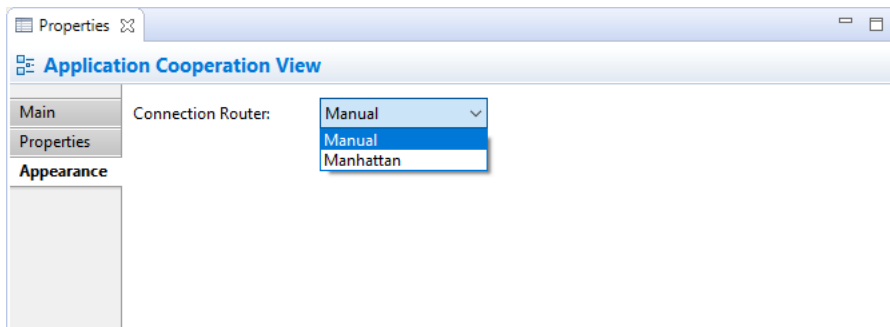 Properties
Application Cooperation View
Main
Connection Router:
Manual
Properties
Manual
Manhattan
Appearance